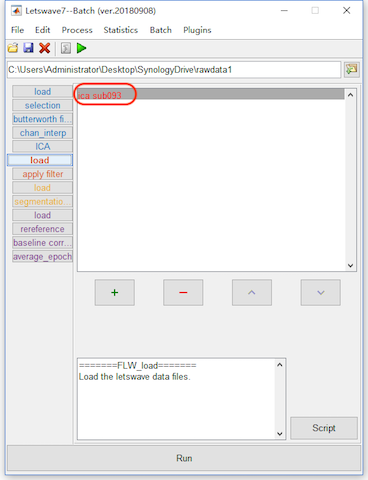 Letswave7--Batch (ver.20180908)
File Edit Process Statistics Batch Plugins
C:\Users\Administrator\Desktop\SynologyDrive\rawdata1
load
selection
butterworth fi...
chan_interp
ICA
load
apply filter
load
segmentatio...
load
rereference
baseline corr...
average_epoch
ica sub093
=======FLW_load=======
Load the letswave data files.
Script
Run